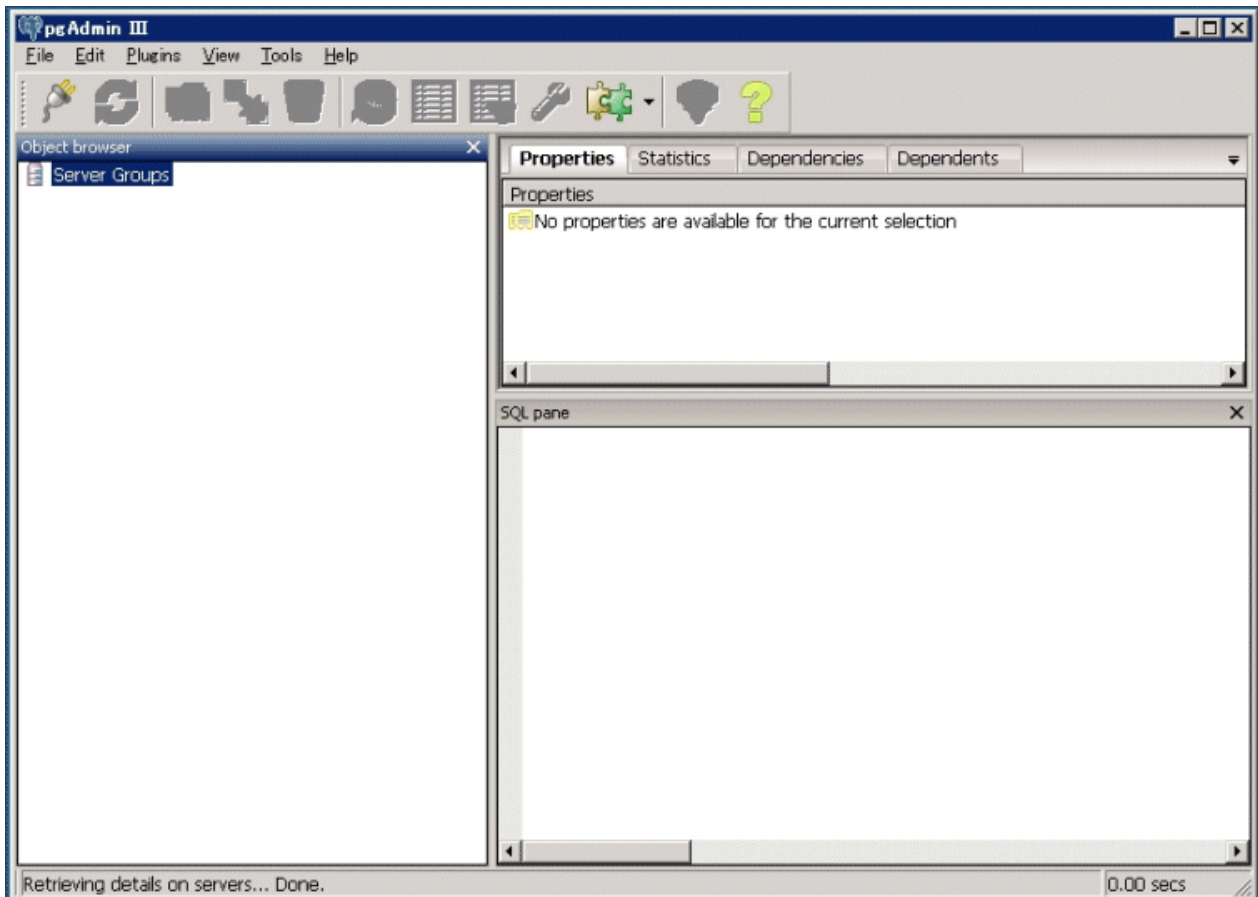 pgAdmin III
File Edit Plugins View Tools Help
Object browser
Server Groups
Properties Statistics Dependencies Dependents
Properties
No properties are available for the current selection
SQL pane
Retrieving details on servers... Done.
0.00 secs